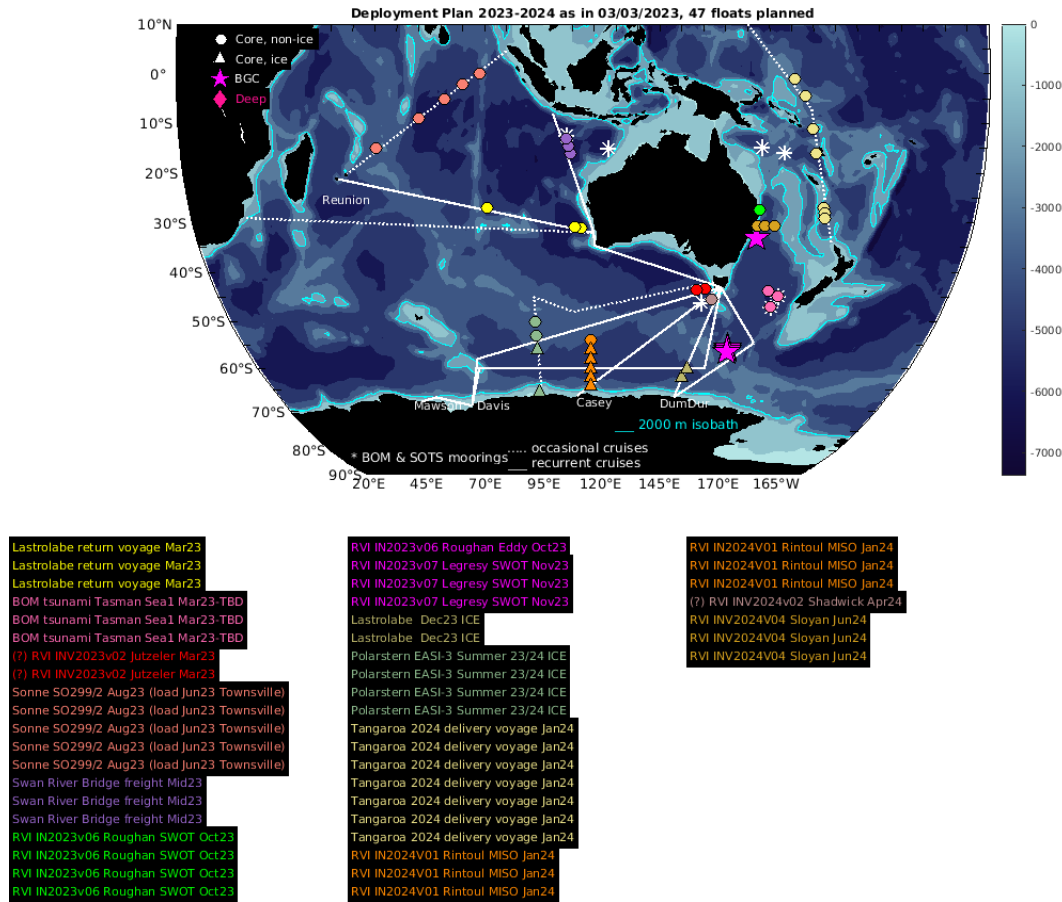 Deployment Plan 2023-2024 as in 03/03/2023, 47 floats planned
10°N
0°
10°S
20°S
30°S
40°S
50°S
60°S
70°S
80°S
90°S
Core, non-ice
Core, ice
BGC
Deep
Reunion
Mawson
Davis
Casey
DumDur
___ 2000 m isobath
* BOM & SOTS moorings
..... occasional cruises
___ recurrent cruises
20°E 45°E 70°E 95°E 120°E 145°E 170°E 165°W
0
-1000
-2000
-3000
-4000
-5000
-6000
-7000
Lastrolabe return voyage Mar23
Lastrolabe return voyage Mar23
Lastrolabe return voyage Mar23
BOM tsunami Tasman Sea1 Mar23-TBD
BOM tsunami Tasman Sea1 Mar23-TBD
BOM tsunami Tasman Sea1 Mar23-TBD
(?) RVI INV2023v02 Jutzeler Mar23
(?) RVI INV2023v02 Jutzeler Mar23
Sonne SO299/2 Aug23 (load Jun23 Townsville)
Sonne SO299/2 Aug23 (load Jun23 Townsville)
Sonne SO299/2 Aug23 (load Jun23 Townsville)
Sonne SO299/2 Aug23 (load Jun23 Townsville)
Sonne SO299/2 Aug23 (load Jun23 Townsville)
Swan River Bridge freight Mid23
Swan River Bridge freight Mid23
Swan River Bridge freight Mid23
RVI IN2023v06 Roughan SWOT Oct23
RVI IN2023v06 Roughan SWOT Oct23
RVI IN2023v06 Roughan SWOT Oct23
RVI IN2023v06 Roughan SWOT Oct23
RVI IN2023v06 Roughan Eddy Oct23
RVI IN2023v07 Legresy SWOT Nov23
RVI IN2023v07 Legresy SWOT Nov23
RVI IN2023v07 Legresy SWOT Nov23
Lastrolabe Dec23 ICE
Lastrolabe Dec23 ICE
Polarstern EASI-3 Summer 23/24 ICE
Polarstern EASI-3 Summer 23/24 ICE
Polarstern EASI-3 Summer 23/24 ICE
Polarstern EASI-3 Summer 23/24 ICE
Tangaroa 2024 delivery voyage Jan24
Tangaroa 2024 delivery voyage Jan24
Tangaroa 2024 delivery voyage Jan24
Tangaroa 2024 delivery voyage Jan24
Tangaroa 2024 delivery voyage Jan24
Tangaroa 2024 delivery voyage Jan24
Tangaroa 2024 delivery voyage Jan24
RVI IN2024V01 Rintoul MISO Jan24
RVI IN2024V01 Rintoul MISO Jan24
RVI IN2024V01 Rintoul MISO Jan24
RVI IN2024V01 Rintoul MISO Jan24
RVI IN2024V01 Rintoul MISO Jan24
RVI IN2024V01 Rintoul MISO Jan24
(?) RVI INV2024v02 Shadwick Apr24
RVI INV2024V04 Sloyan Jun24
RVI INV2024V04 Sloyan Jun24
RVI INV2024V04 Sloyan Jun24